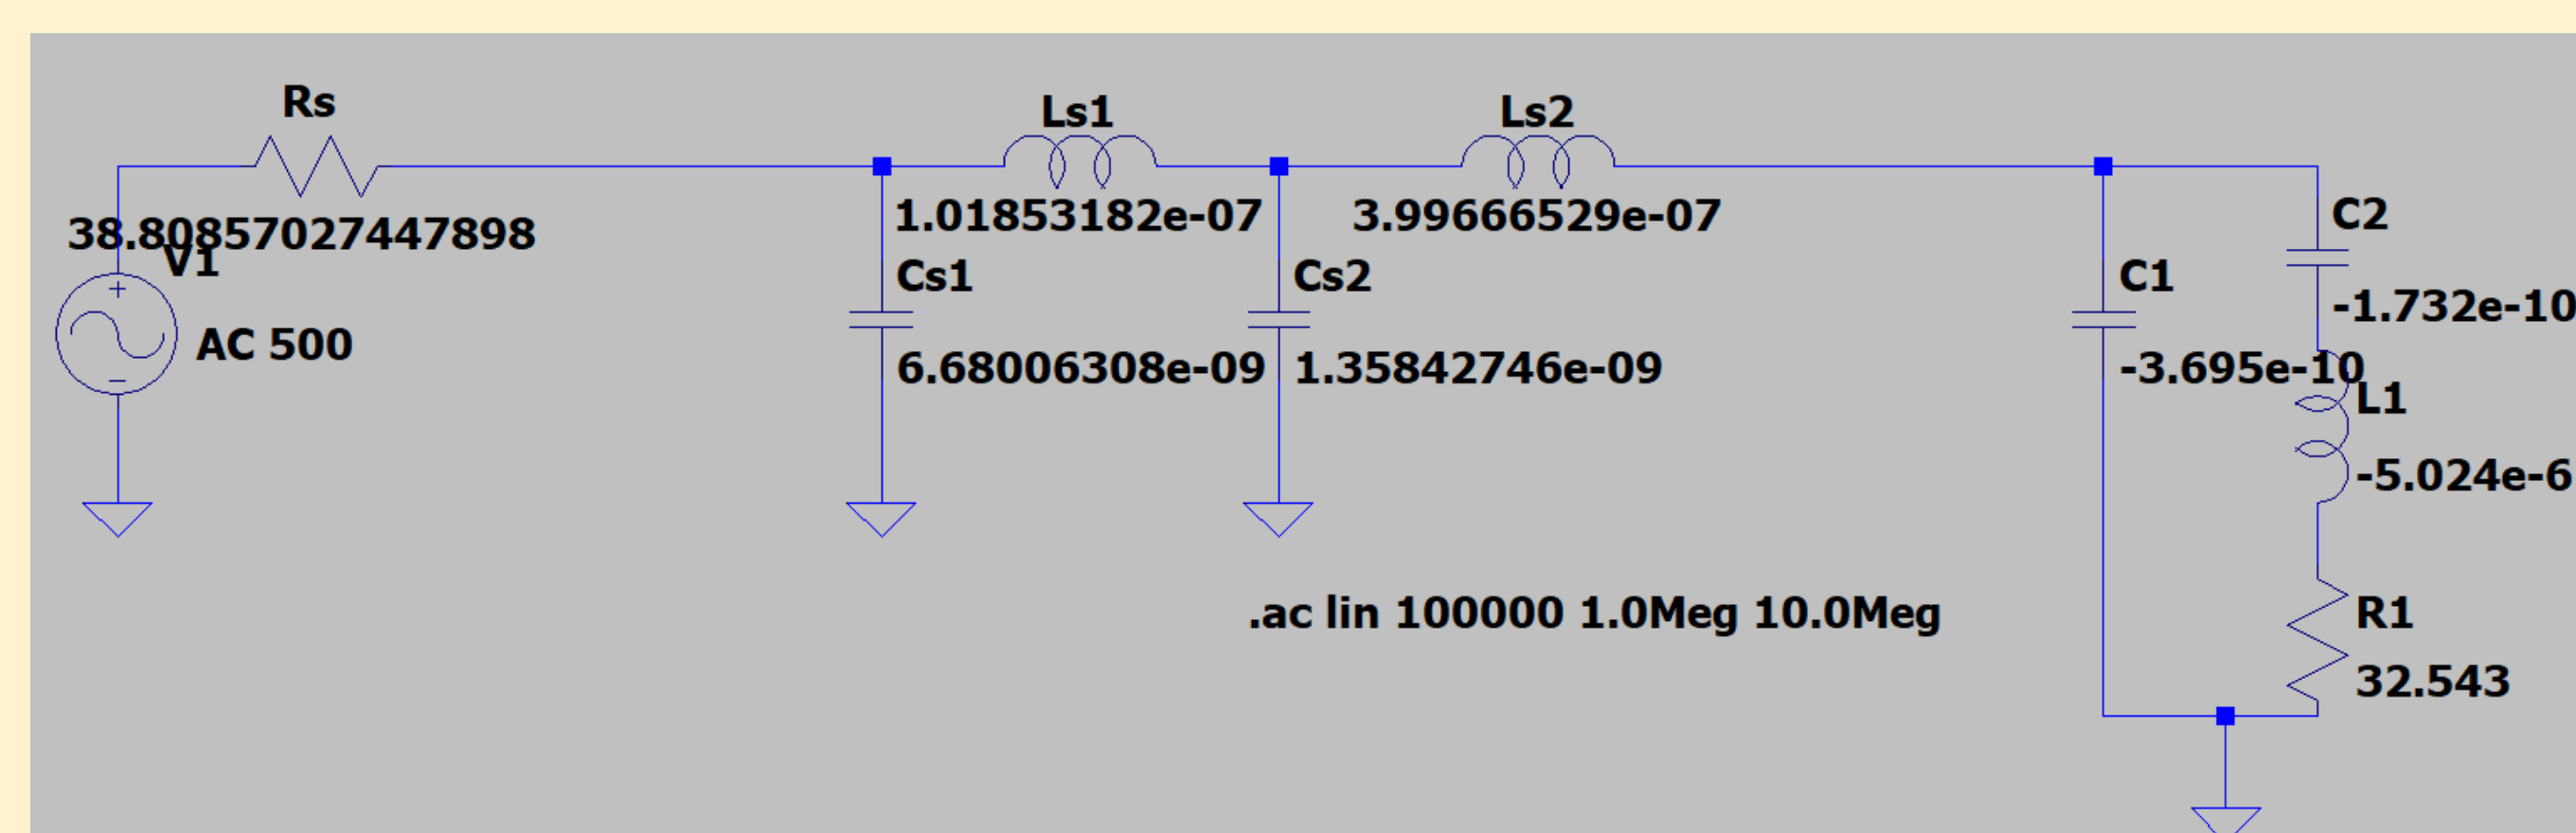 Rs
38.80857027447898
V1
AC 500
Ls1
1.01853182e-07
Cs1
6.68006308e-09
Ls2
3.99666529e-07
Cs2
1.35842746e-09
.ac lin 100000 1.0Meg 10.0Meg
C1
-3.695e-10
C2
-1.732e-10
L1
-5.024e-6
R1
32.543